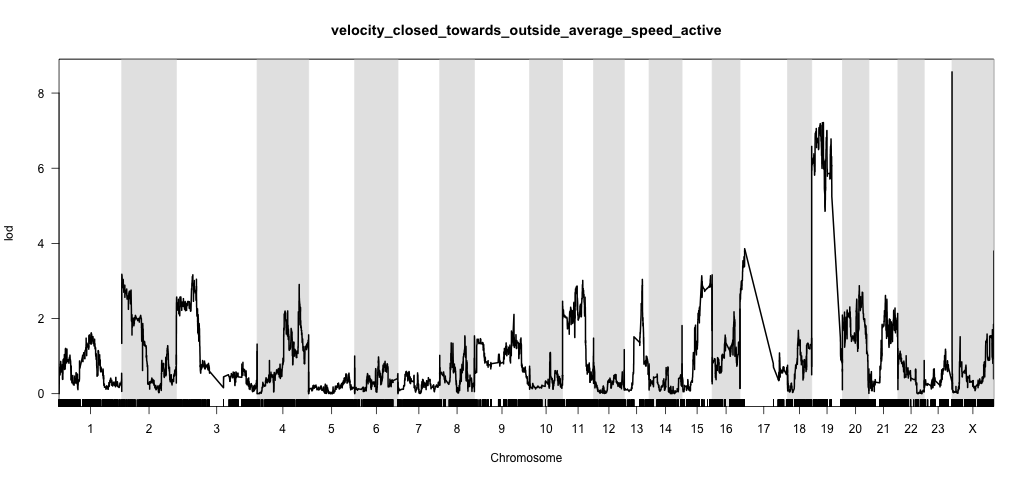 velocity_closed_towards_outside_average_speed_active
8
6
4
2
0
lod
1 2 3 4 5 6 7 8 9 10 11 12 13 14 15 16 17 18 19 20 21 22 23 X
Chromosome